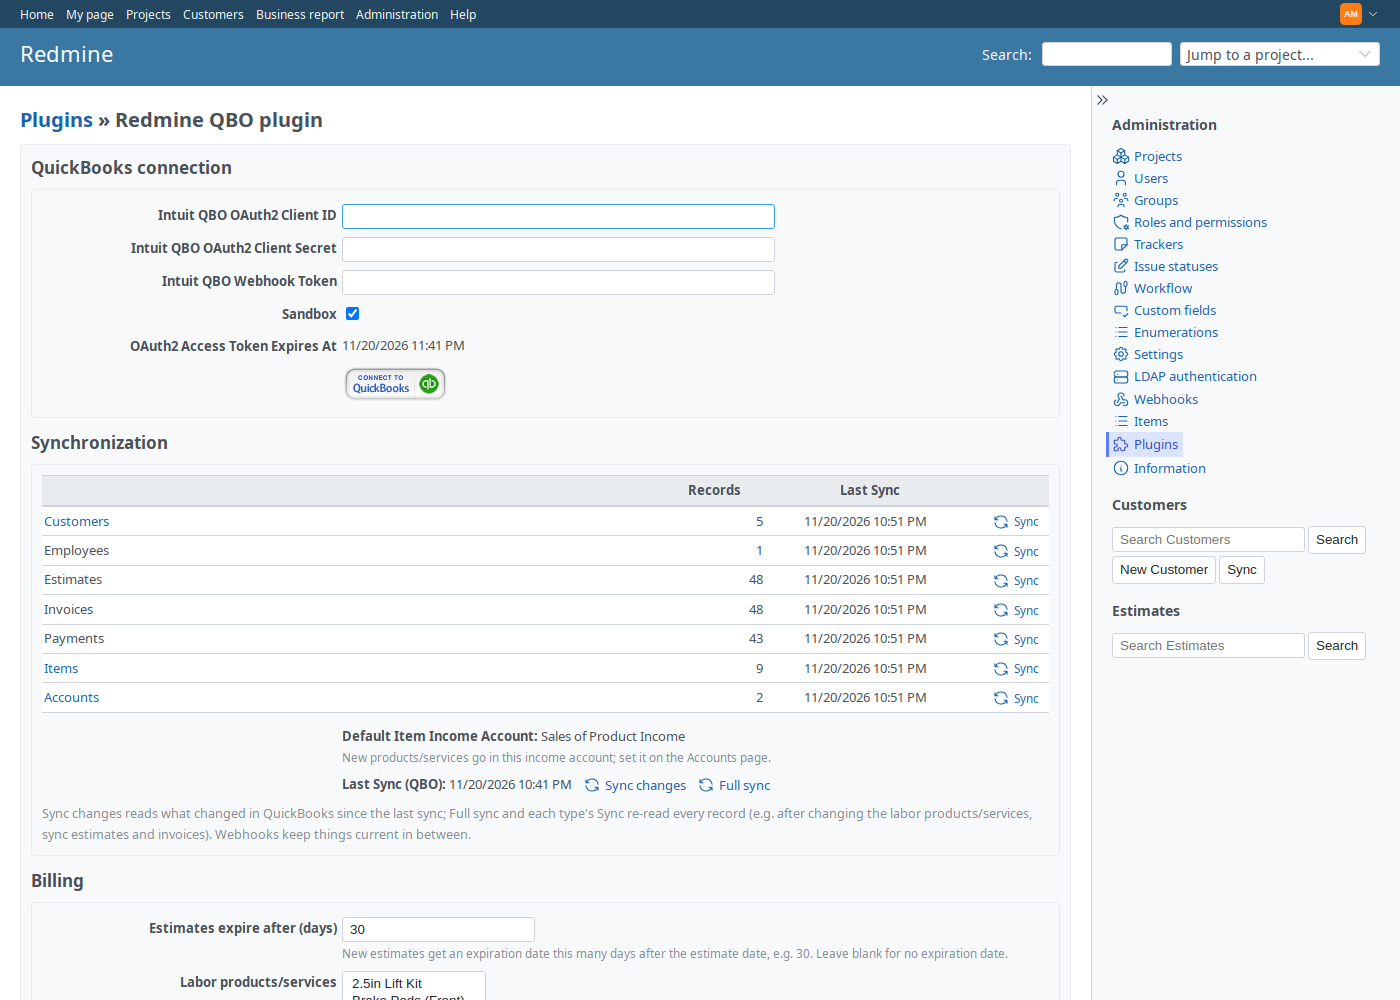 Home My page Projects Customers Business report Administration Help AM
Redmine
Search:
Jump to a project...
Plugins » Redmine QBO plugin
QuickBooks connection
Intuit QBO OAuth2 Client ID
Intuit QBO OAuth2 Client Secret
Intuit QBO Webhook Token
Sandbox
OAuth2 Access Token Expires At 11/20/2026 11:41 PM
CONNECT TO
QuickBooks qb
Synchronization
Records Last Sync
Customers 5 11/20/2026 10:51 PM Sync
Employees 1 11/20/2026 10:51 PM Sync
Estimates 48 11/20/2026 10:51 PM Sync
Invoices 48 11/20/2026 10:51 PM Sync
Payments 43 11/20/2026 10:51 PM Sync
Items 9 11/20/2026 10:51 PM Sync
Accounts 2 11/20/2026 10:51 PM Sync
Default Item Income Account: Sales of Product Income
New products/services go in this income account; set it on the Accounts page.
Last Sync (QBO): 11/20/2026 10:41 PM Sync changes Full sync
Sync changes reads what changed in QuickBooks since the last sync; Full sync and each type's Sync re-read every record (e.g. after changing the labor products/services,
sync estimates and invoices). Webhooks keep things current in between.
Billing
Estimates expire after (days) 30
New estimates get an expiration date this many days after the estimate date, e.g. 30. Leave blank for no expiration date.
Labor products/services 2.5in Lift Kit
Brake Pads (Front)
Administration
Projects
Users
Groups
Roles and permissions
Trackers
Issue statuses
Workflow
Custom fields
Enumerations
Settings
LDAP authentication
Webhooks
Items
Plugins
Information
Customers
Search Customers Search
New Customer Sync
Estimates
Search Estimates Search